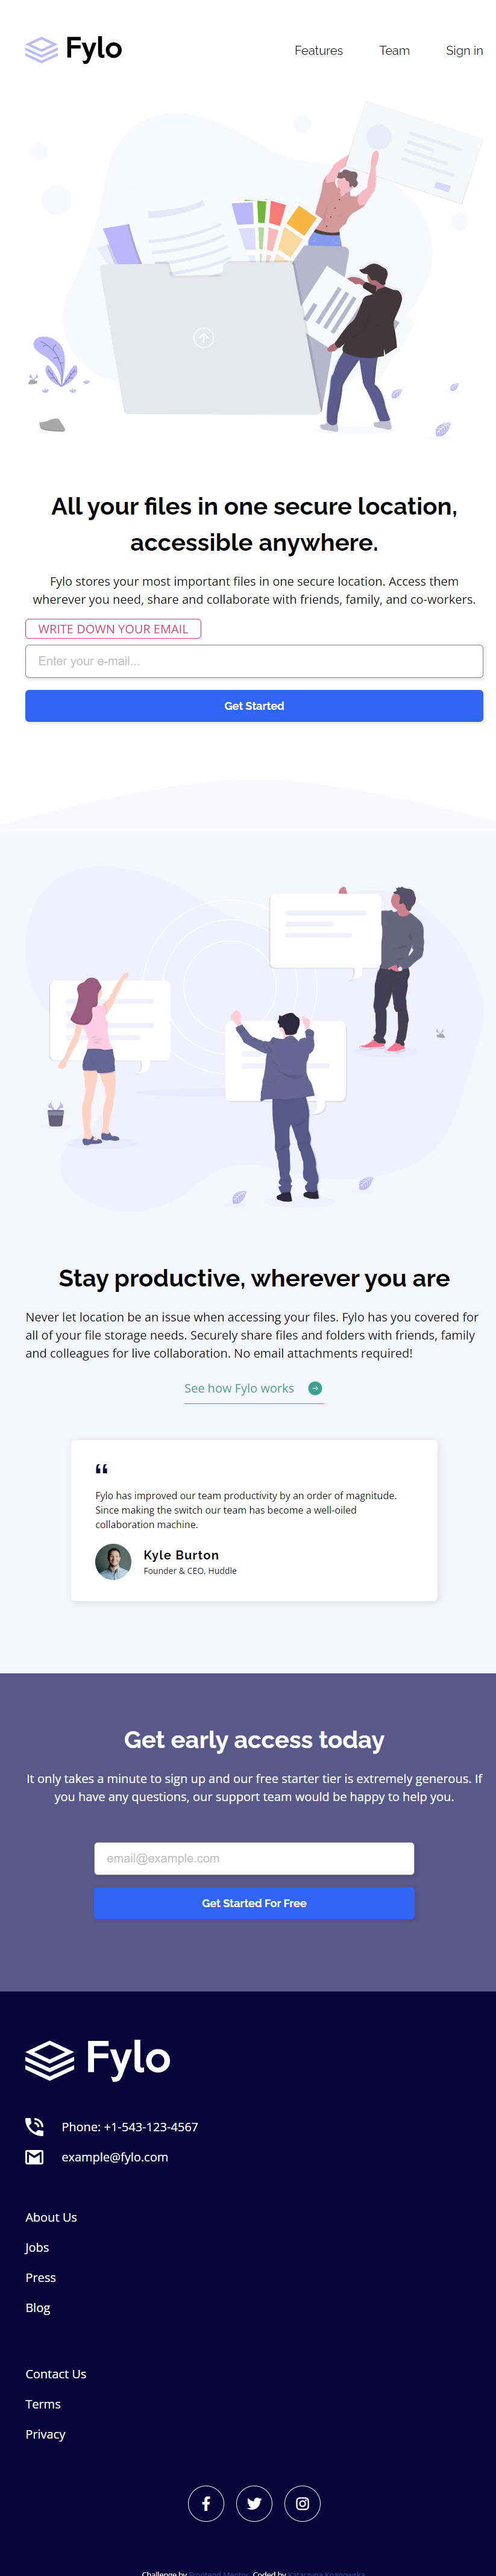 Fylo
Features Team Sign in
All your files in one secure location,
accessible anywhere.
Fylo stores your most important files in one secure location. Access them
wherever you need, share and collaborate with friends, family, and co-workers.
WRITE DOWN YOUR EMAIL
Enter your e-mail...
Get Started
Stay productive, wherever you are
Never let location be an issue when accessing your files. Fylo has you covered for
all of your file storage needs. Securely share files and folders with friends, family
and colleagues for live collaboration. No email attachments required!
See how Fylo works
“
Fylo has improved our team productivity by an order of magnitude.
Since making the switch our team has become a well-oiled
collaboration machine.
Kyle Burton
Founder & CEO, Huddle
Get early access today
It only takes a minute to sign up and our free starter tier is extremely generous. If
you have any questions, our support team would be happy to help you.
email@example.com
Get Started For Free
Fylo
Phone: +1-543-123-4567
example@fylo.com
About Us
Jobs
Press
Blog
Contact Us
Terms
Privacy
Challenge by Frontend Mentor. Coded by Katarzyna